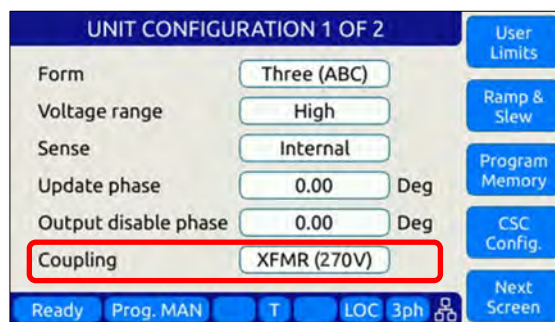 UNIT CONFIGURATION 1 OF 2
Form Three (ABC)
Voltage range High
Sense Internal
Update phase 0.00 Deg
Output disable phase 0.00 Deg
Coupling XFMR (270V)
Ready Prog. MAN T LOC 3ph
User
Limits
Ramp &
Slew
Program
Memory
CSC
Config.
Next
Screen